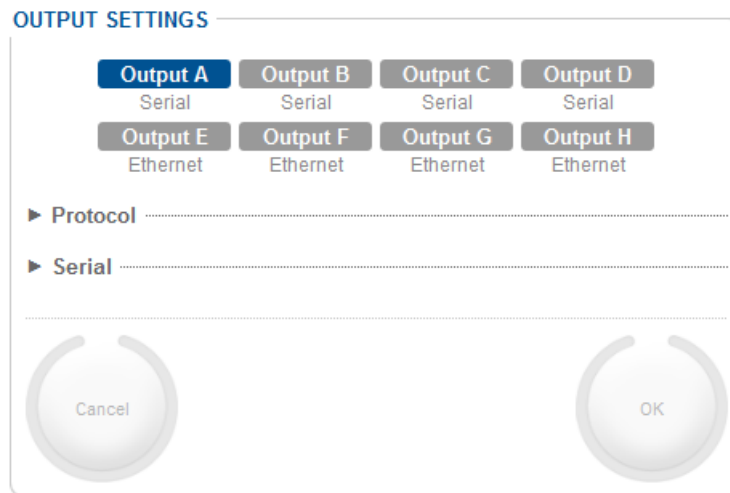 OUTPUT SETTINGS
Output A Output B Output C Output D
Serial Serial Serial Serial
Output E Output F Output G Output H
Ethernet Ethernet Ethernet Ethernet
Protocol
Serial
Cancel OK